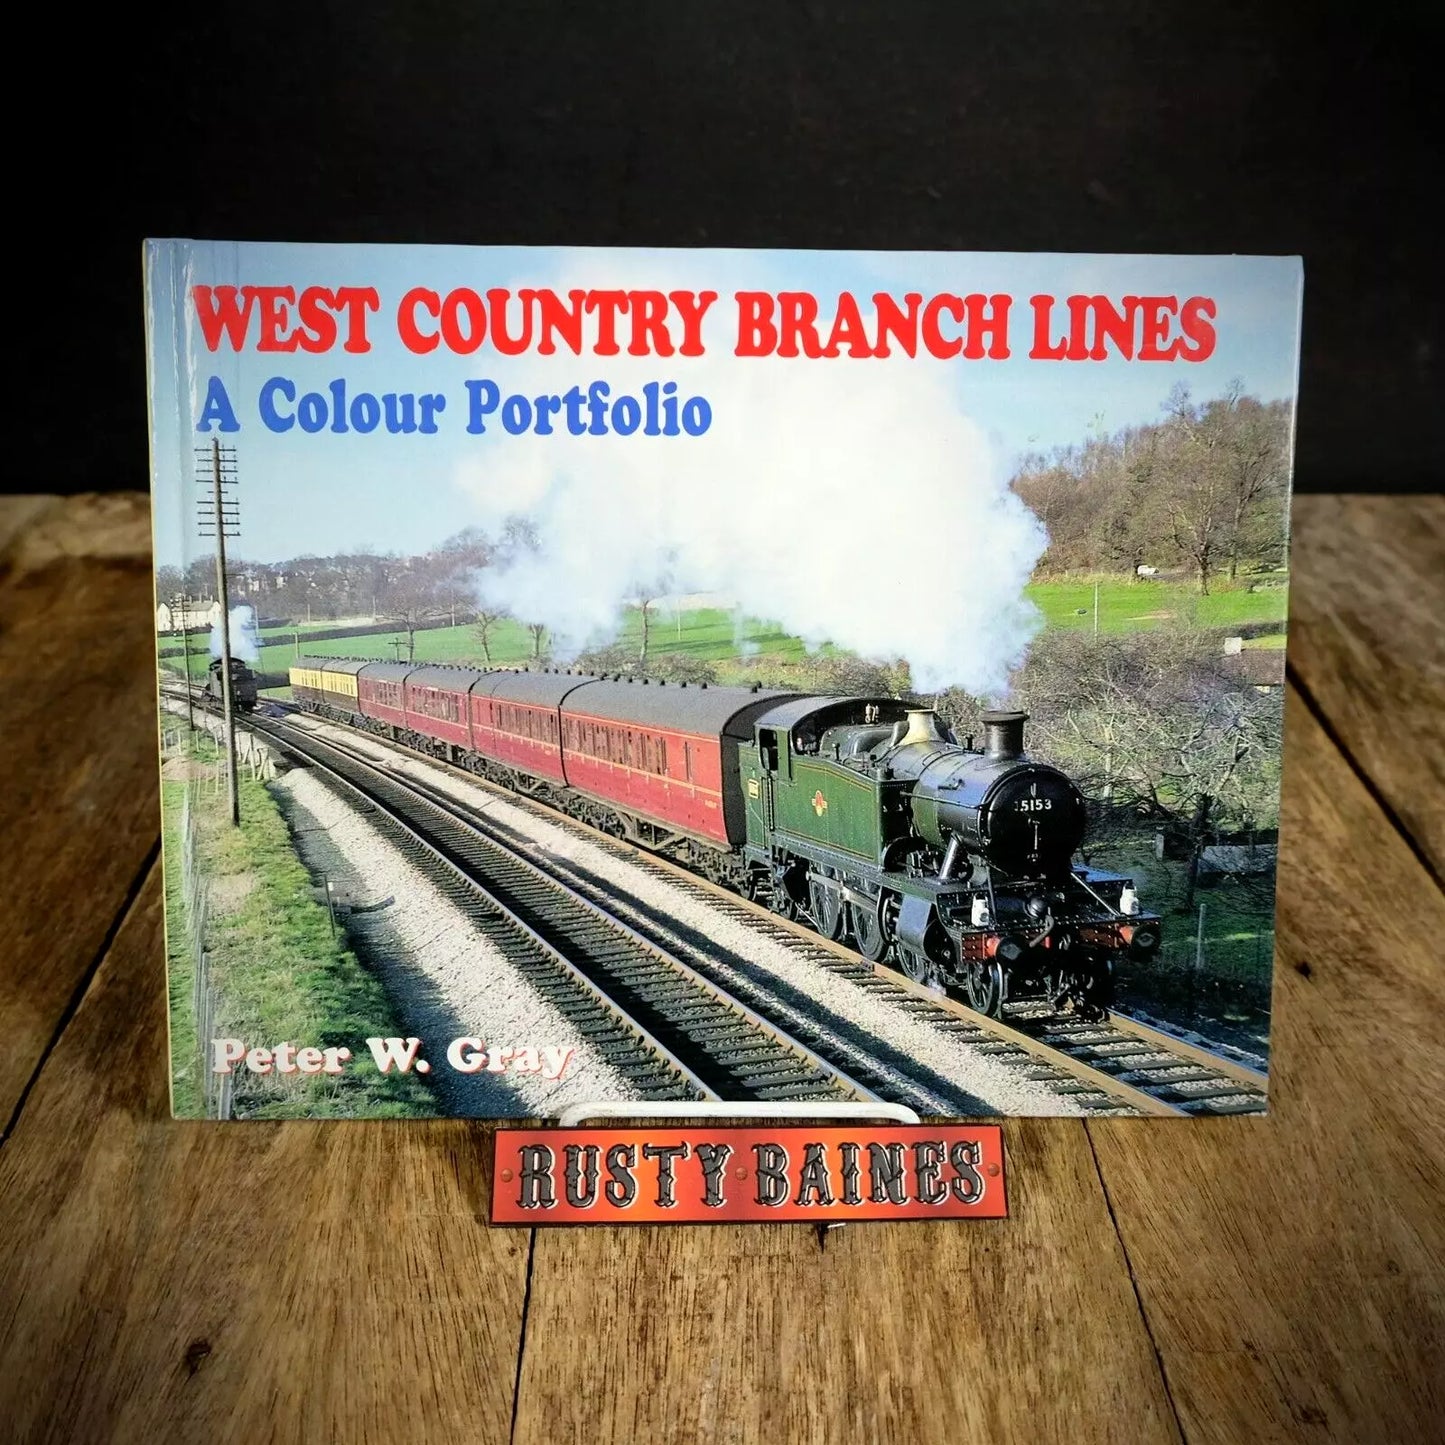 WEST COUNTRY BRANCH LINES
A Colour Portfolio
5153
Peter W. Gray
RUSTY BAINES